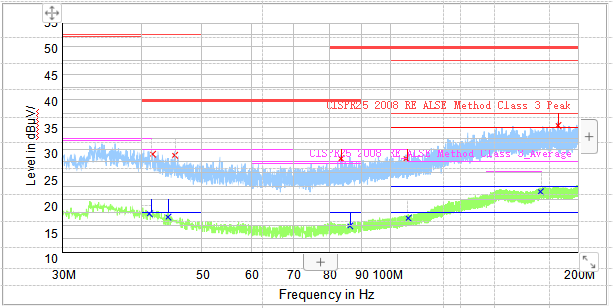 55
50
45
40
CISPR25 2008 RE ALSE Method Class 3 Peak
35
30
CISPR25 2008 RE ALSE Method Class 3_Average
25
20
15
10
Level in dBµV/
30M 50 60 70 80 90 100M 200M
Frequency in Hz